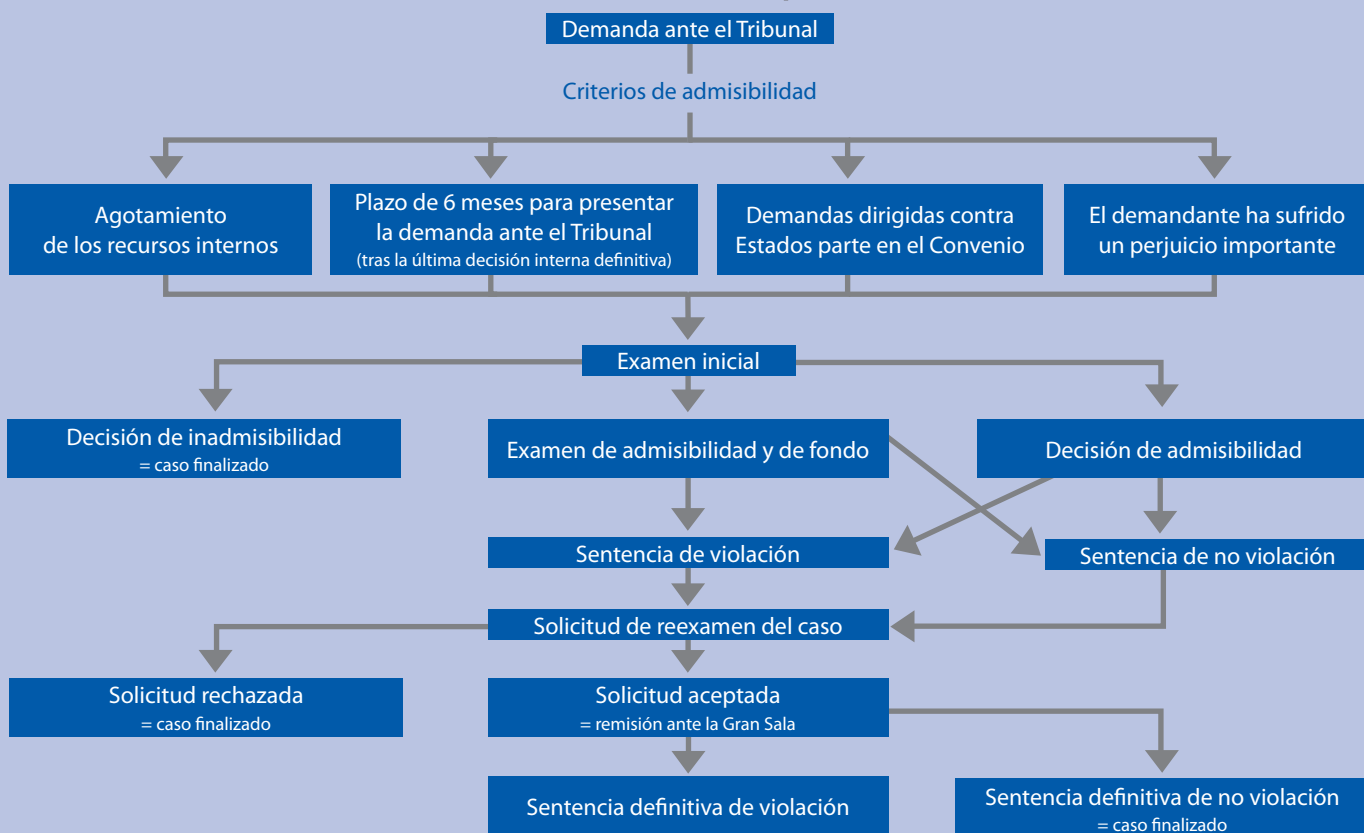 Demanda ante el Tribunal
Criterios de admisibilidad
Agotamiento
de los recursos internos
Plazo de 6 meses para presentar
la demanda ante el Tribunal
(tras la última decisión interna definitiva)
Demandas dirigidas contra
Estados parte en el Convenio
El demandante ha sufrido
un perjuicio importante
Examen inicial
Decisión de inadmisibilidad
= caso finalizado
Examen de admisibilidad y de fondo
Decisión de admisibilidad
Sentencia de violación
Sentencia de no violación
Solicitud de reexamen del caso
Solicitud rechazada
= caso finalizado
Solicitud aceptada
= remisión ante la Gran Sala
Sentencia definitiva de violación
Sentencia definitiva de no violación
= caso finalizado